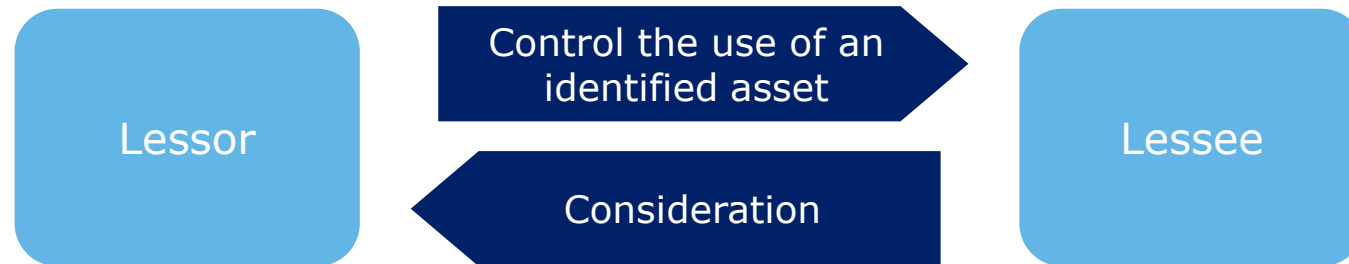 Lessor
Control the use of an
identified asset
Consideration
Lessee